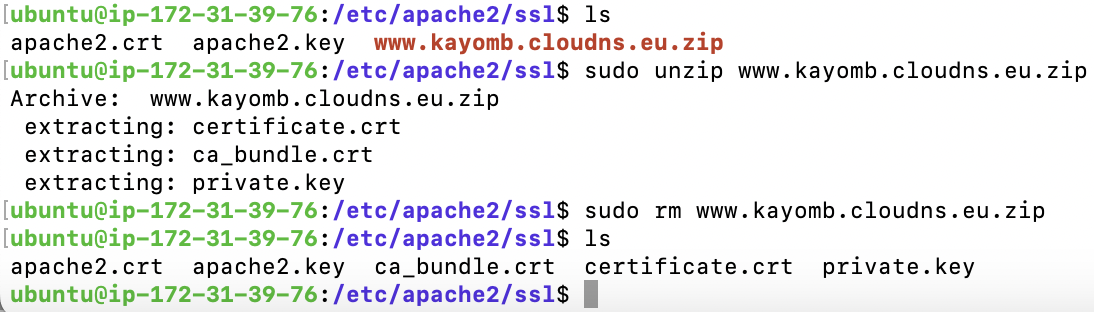 [ubuntu@ip-172-31-39-76:/etc/apache2/ssl$ ls
apache2.crt  apache2.key  www.kayomb.cloudns.eu.zip
[ubuntu@ip-172-31-39-76:/etc/apache2/ssl$ sudo unzip www.kayomb.cloudns.eu.zip
Archive:  www.kayomb.cloudns.eu.zip
 extracting: certificate.crt
 extracting: ca_bundle.crt
 extracting: private.key
[ubuntu@ip-172-31-39-76:/etc/apache2/ssl$ sudo rm www.kayomb.cloudns.eu.zip
[ubuntu@ip-172-31-39-76:/etc/apache2/ssl$ ls
apache2.crt  apache2.key  ca_bundle.crt  certificate.crt  private.key
ubuntu@ip-172-31-39-76:/etc/apache2/ssl$